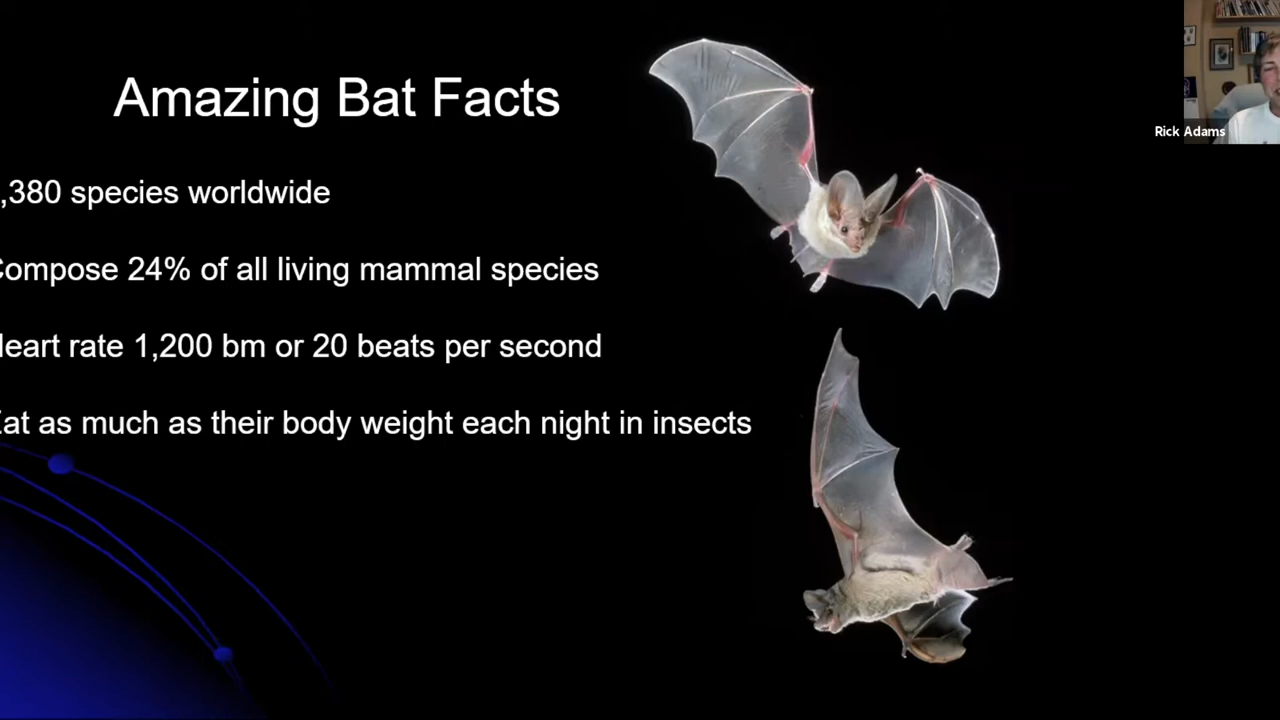 Amazing Bat Facts
,380 species worldwide
Compose 24% of all living mammal species
Heart rate 1,200 bm or 20 beats per second
Eat as much as their body weight each night in insects
Rick Adams